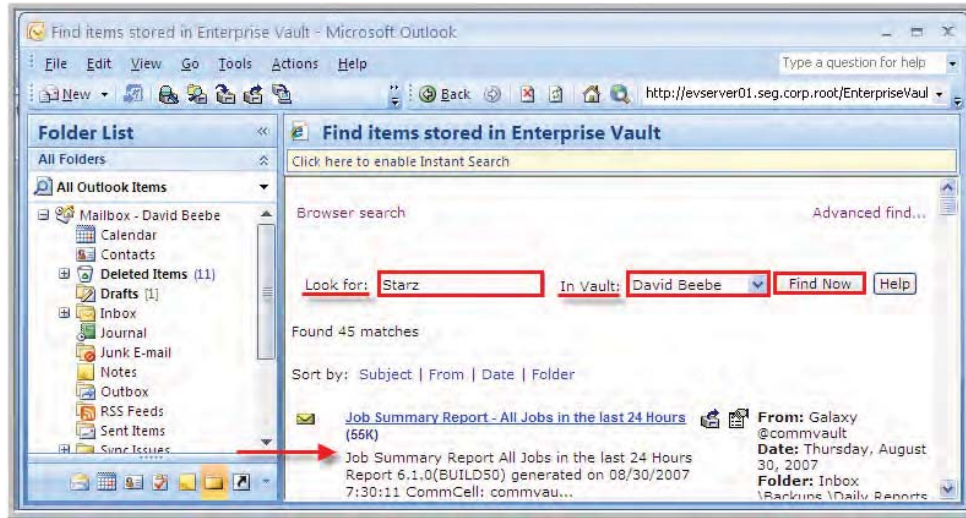 Find items stored in Enterprise Vault - Microsoft Outlook
File Edit View Go Tools Actions Help
Type a question for help
New
Back
http://evserver01.seg.corp.root/EnterpriseVaul
Folder List
All Folders
All Outlook Items
Mailbox - David Beebe
Calendar
Contacts
Deleted Items (11)
Drafts [1]
Inbox
Journal
Junk E-mail
Notes
Outbox
RSS Feeds
Sent Items
Sync Issues
Find items stored in Enterprise Vault
Click here to enable Instant Search
Browser search
Advanced find...
Look for: Starz In Vault: David Beebe Find Now Help
Found 45 matches
Sort by: Subject | From | Date | Folder
Job Summary Report - All Jobs in the last 24 Hours
(55K)
Job Summary Report All Jobs in the last 24 Hours
Report 6.1.0(BUILD50) generated on 08/30/2007
7:30:11 CommCell: commvau...
From: Galaxy
@commvault
Date: Thursday, August
30, 2007
Folder: Inbox
\Backups \Daily Reports